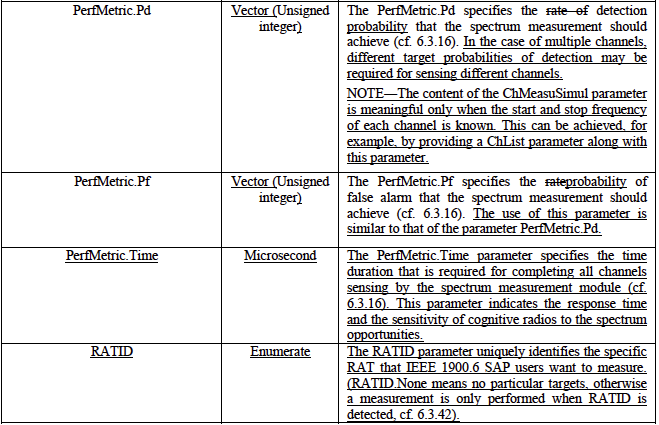 PerfMetric.Pd
Vector (Unsigned
integer)
The PerfMetric.Pd specifies the rate of detection
probability that the spectrum measurement should
achieve (cf. 6.3.16). In the case of multiple channels,
different target probabilities of detection may be
required for sensing different channels.
NOTE—The content of the ChMeasuSimul parameter
is meaningful only when the start and stop frequency
of each channel is known. This can be achieved, for
example, by providing a ChList parameter along with
this parameter.
PerfMetric.Pf
Vector (Unsigned
integer)
The PerfMetric.Pf specifies the rateprobability of
false alarm that the spectrum measurement should
achieve (cf. 6.3.16). The use of this parameter is
similar to that of the parameter PerfMetric.Pd.
PerfMetric.Time
Microsecond
The PerfMetric.Time parameter specifies the time
duration that is required for completing all channels
sensing by the spectrum measurement module (cf.
6.3.16). This parameter indicates the response time
and the sensitivity of cognitive radios to the spectrum
opportunities.
RATID
Enumerate
The RATID parameter uniquely identifies the specific
RAT that IEEE 1900.6 SAP users want to measure.
(RATID.None means no particular targets, otherwise
a measurement is only performed when RATID is
detected, cf. 6.3.42).